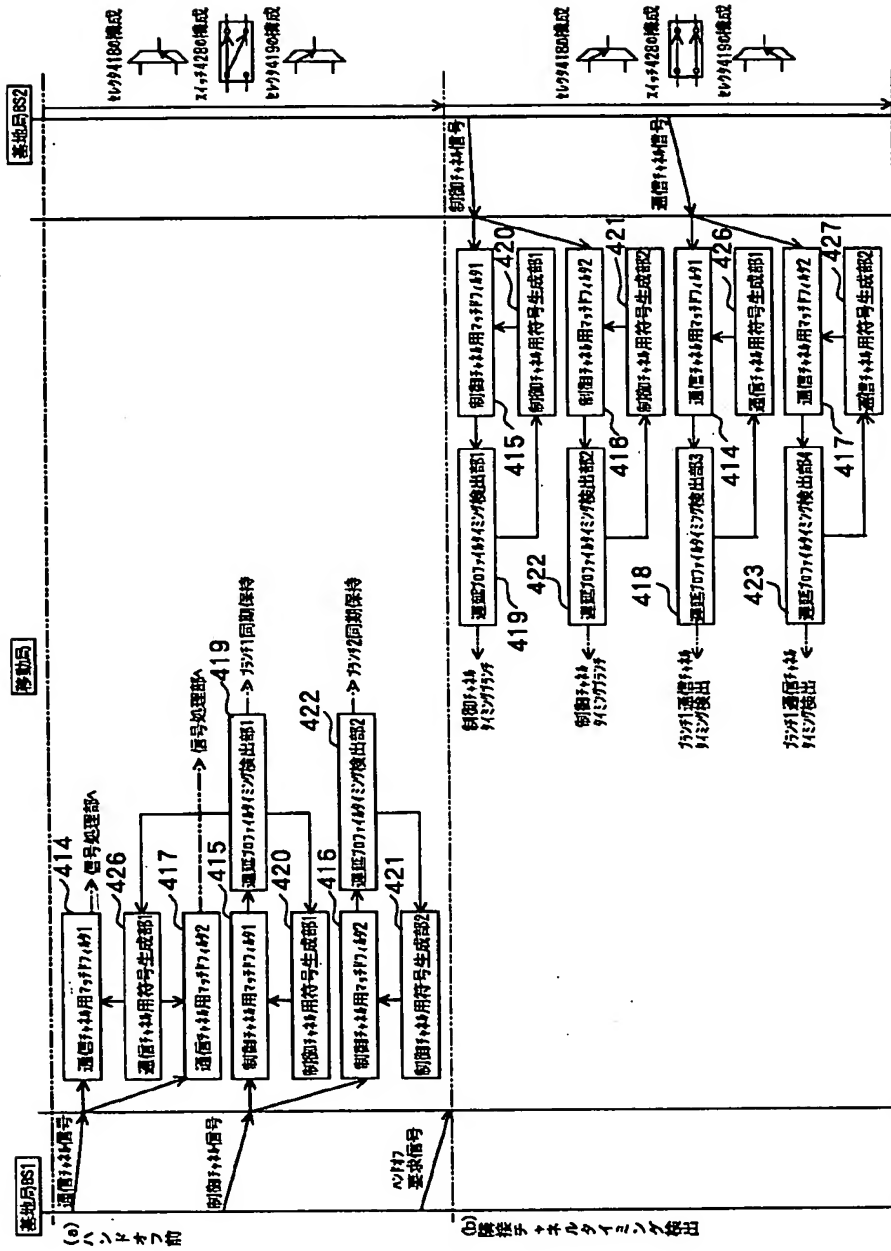 基地局BS1
移動局
基地局BS2
(a)
ハンドオフ前
通信チャネル信号
制御チャネル信号
ハンドオフ
要求信号
414
通信チャネル用マッチドフィルタ1
信号処理部へ
426
通信チャネル用符号生成部1
417
通信チャネル用マッチドフィルタ2
信号処理部へ
415
制御チャネル用マッチドフィルタ1
419
遅延プロファイルタイミング検出部1
ブランチ1同期保持
420
制御チャネル用符号生成部1
416
制御チャネル用マッチドフィルタ2
422
遅延プロファイルタイミング検出部2
ブランチ2同期保持
421
制御チャネル用符号生成部2
セレクタ418の構成
スイッチ428の構成
セレクタ419の構成
(b)
隣接チャネルタイミング検出
制御チャネル信号
通信チャネル信号
制御チャネル
タイミングブランチ
遅延プロファイルタイミング検出部1
419
制御チャネル用マッチドフィルタ1
415
420
制御チャネル用符号生成部1
制御チャネル
タイミングブランチ
遅延プロファイルタイミング検出部2
422
制御チャネル用マッチドフィルタ2
416
421
制御チャネル用符号生成部2
ブランチ1通信チャネル
タイミング検出
遅延プロファイルタイミング検出部3
418
通信チャネル用マッチドフィルタ1
414
426
通信チャネル用符号生成部1
ブランチ1通信チャネル
タイミング検出
遅延プロファイルタイミング検出部4
423
通信チャネル用マッチドフィルタ2
417
427
通信チャネル用符号生成部2
セレクタ418の構成
スイッチ428の構成
セレクタ419の構成